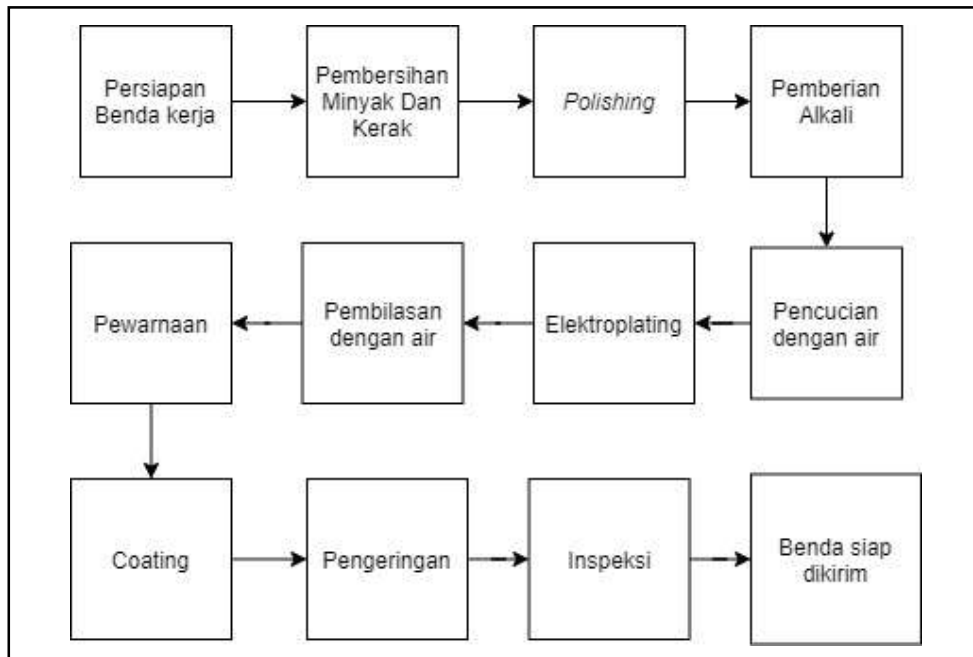 Persiapan
Benda kerja
Pembersihan
Minyak Dan
Kerak
Polishing
Pemberian
Alkali
Pencucian
dengan air
Elektroplating
Pembilasan
dengan air
Pewarnaan
Coating
Pengeringan
Inspeksi
Benda siap
dikirim